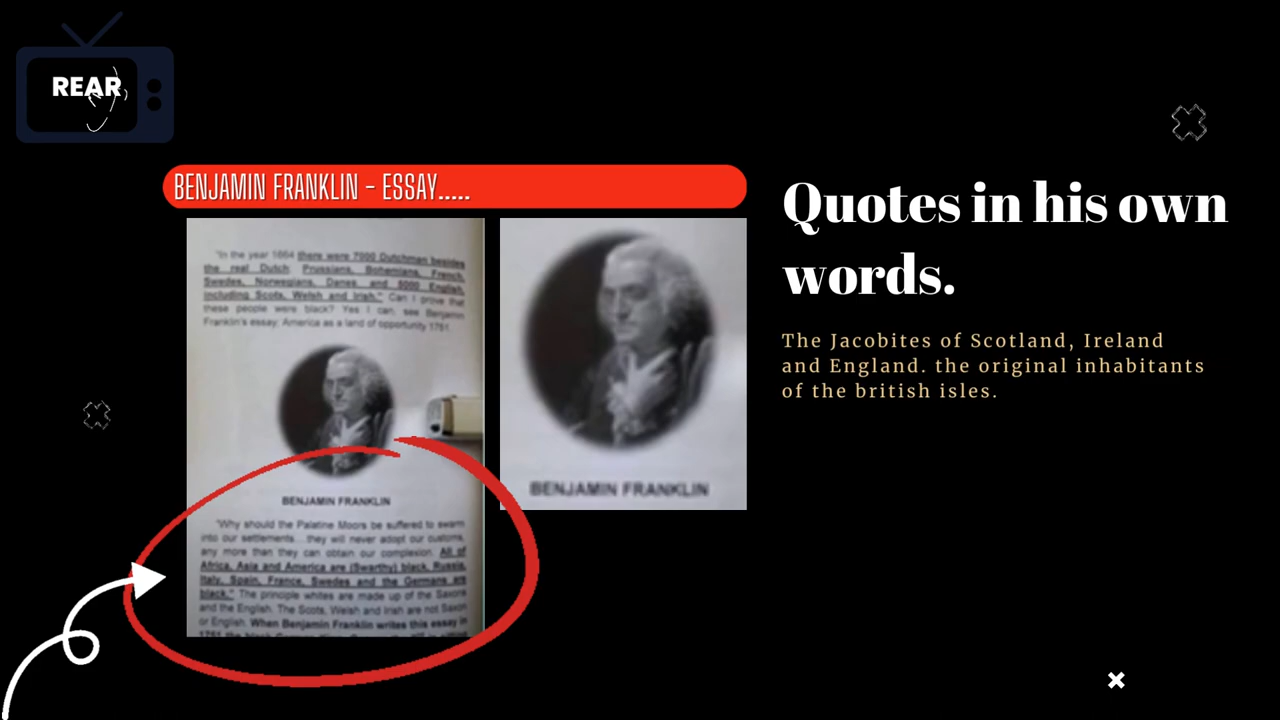 REAR
BENJAMIN FRANKLIN - ESSAY.....
Quotes in his own
words.
The Jacobites of Scotland, Ireland
and England. the original inhabitants
of the british isles.
"In the year 1664 there were 7000 Dutchman besides
the real Dutch Prussians, Bohemians, French,
Swedes, Norwegians, Danes and 5000 English,
including Scots, Welsh and Irish." Can I prove that
these people were black? Yes I can, see Benjamin
Franklin's essay; America as a land of opportunity 1751.
BENJAMIN FRANKLIN
"Why should the Palatine Moors be suffered to swarm
into our settlements...they will never adopt our customs,
any more than they can obtain our complexion. All of
Africa, Asia and America are (Swarthy) black, Russia,
Italy, Spain, France, Swedes and the Germans are
black." The principle whites are made up of the Saxons
and the English. The Scots, Welsh and Irish are not Saxon
or English. When Benjamin Franklin writes this essay in
1751 the black
BENJAMIN FRANKLIN